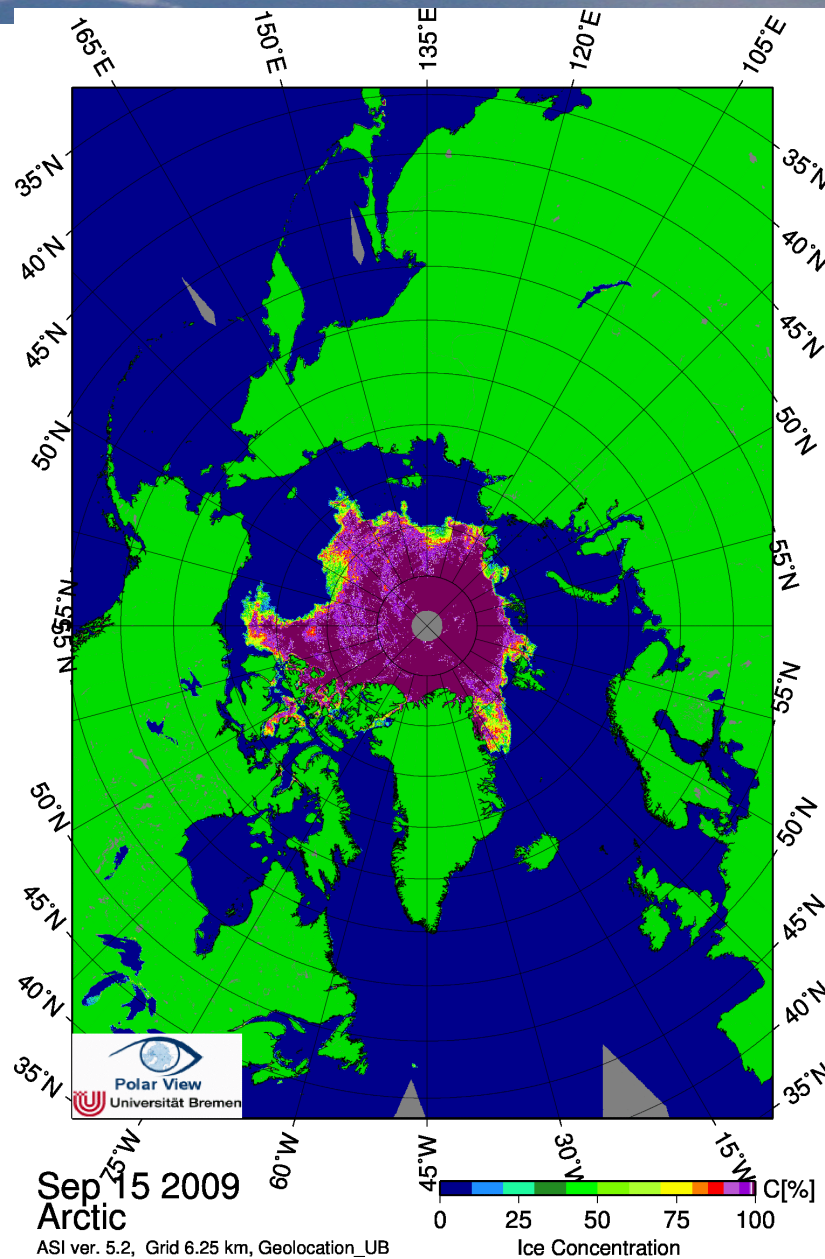 165°E
150°E
135°E
120°E
105°E
35°N
40°N
45°N
50°N
55°N
55°N
50°N
45°N
40°N
35°N
35°N
40°N
45°N
50°N
55°N
55°N
50°N
45°N
40°N
35°N
Polar View
Universität Bremen
75°W
60°W
45°W
30°W
15°W
Sep 15 2009
Arctic
ASI ver. 5.2, Grid 6.25 km, Geolocation_UB
C[%]
0 25 50 75 100
Ice Concentration